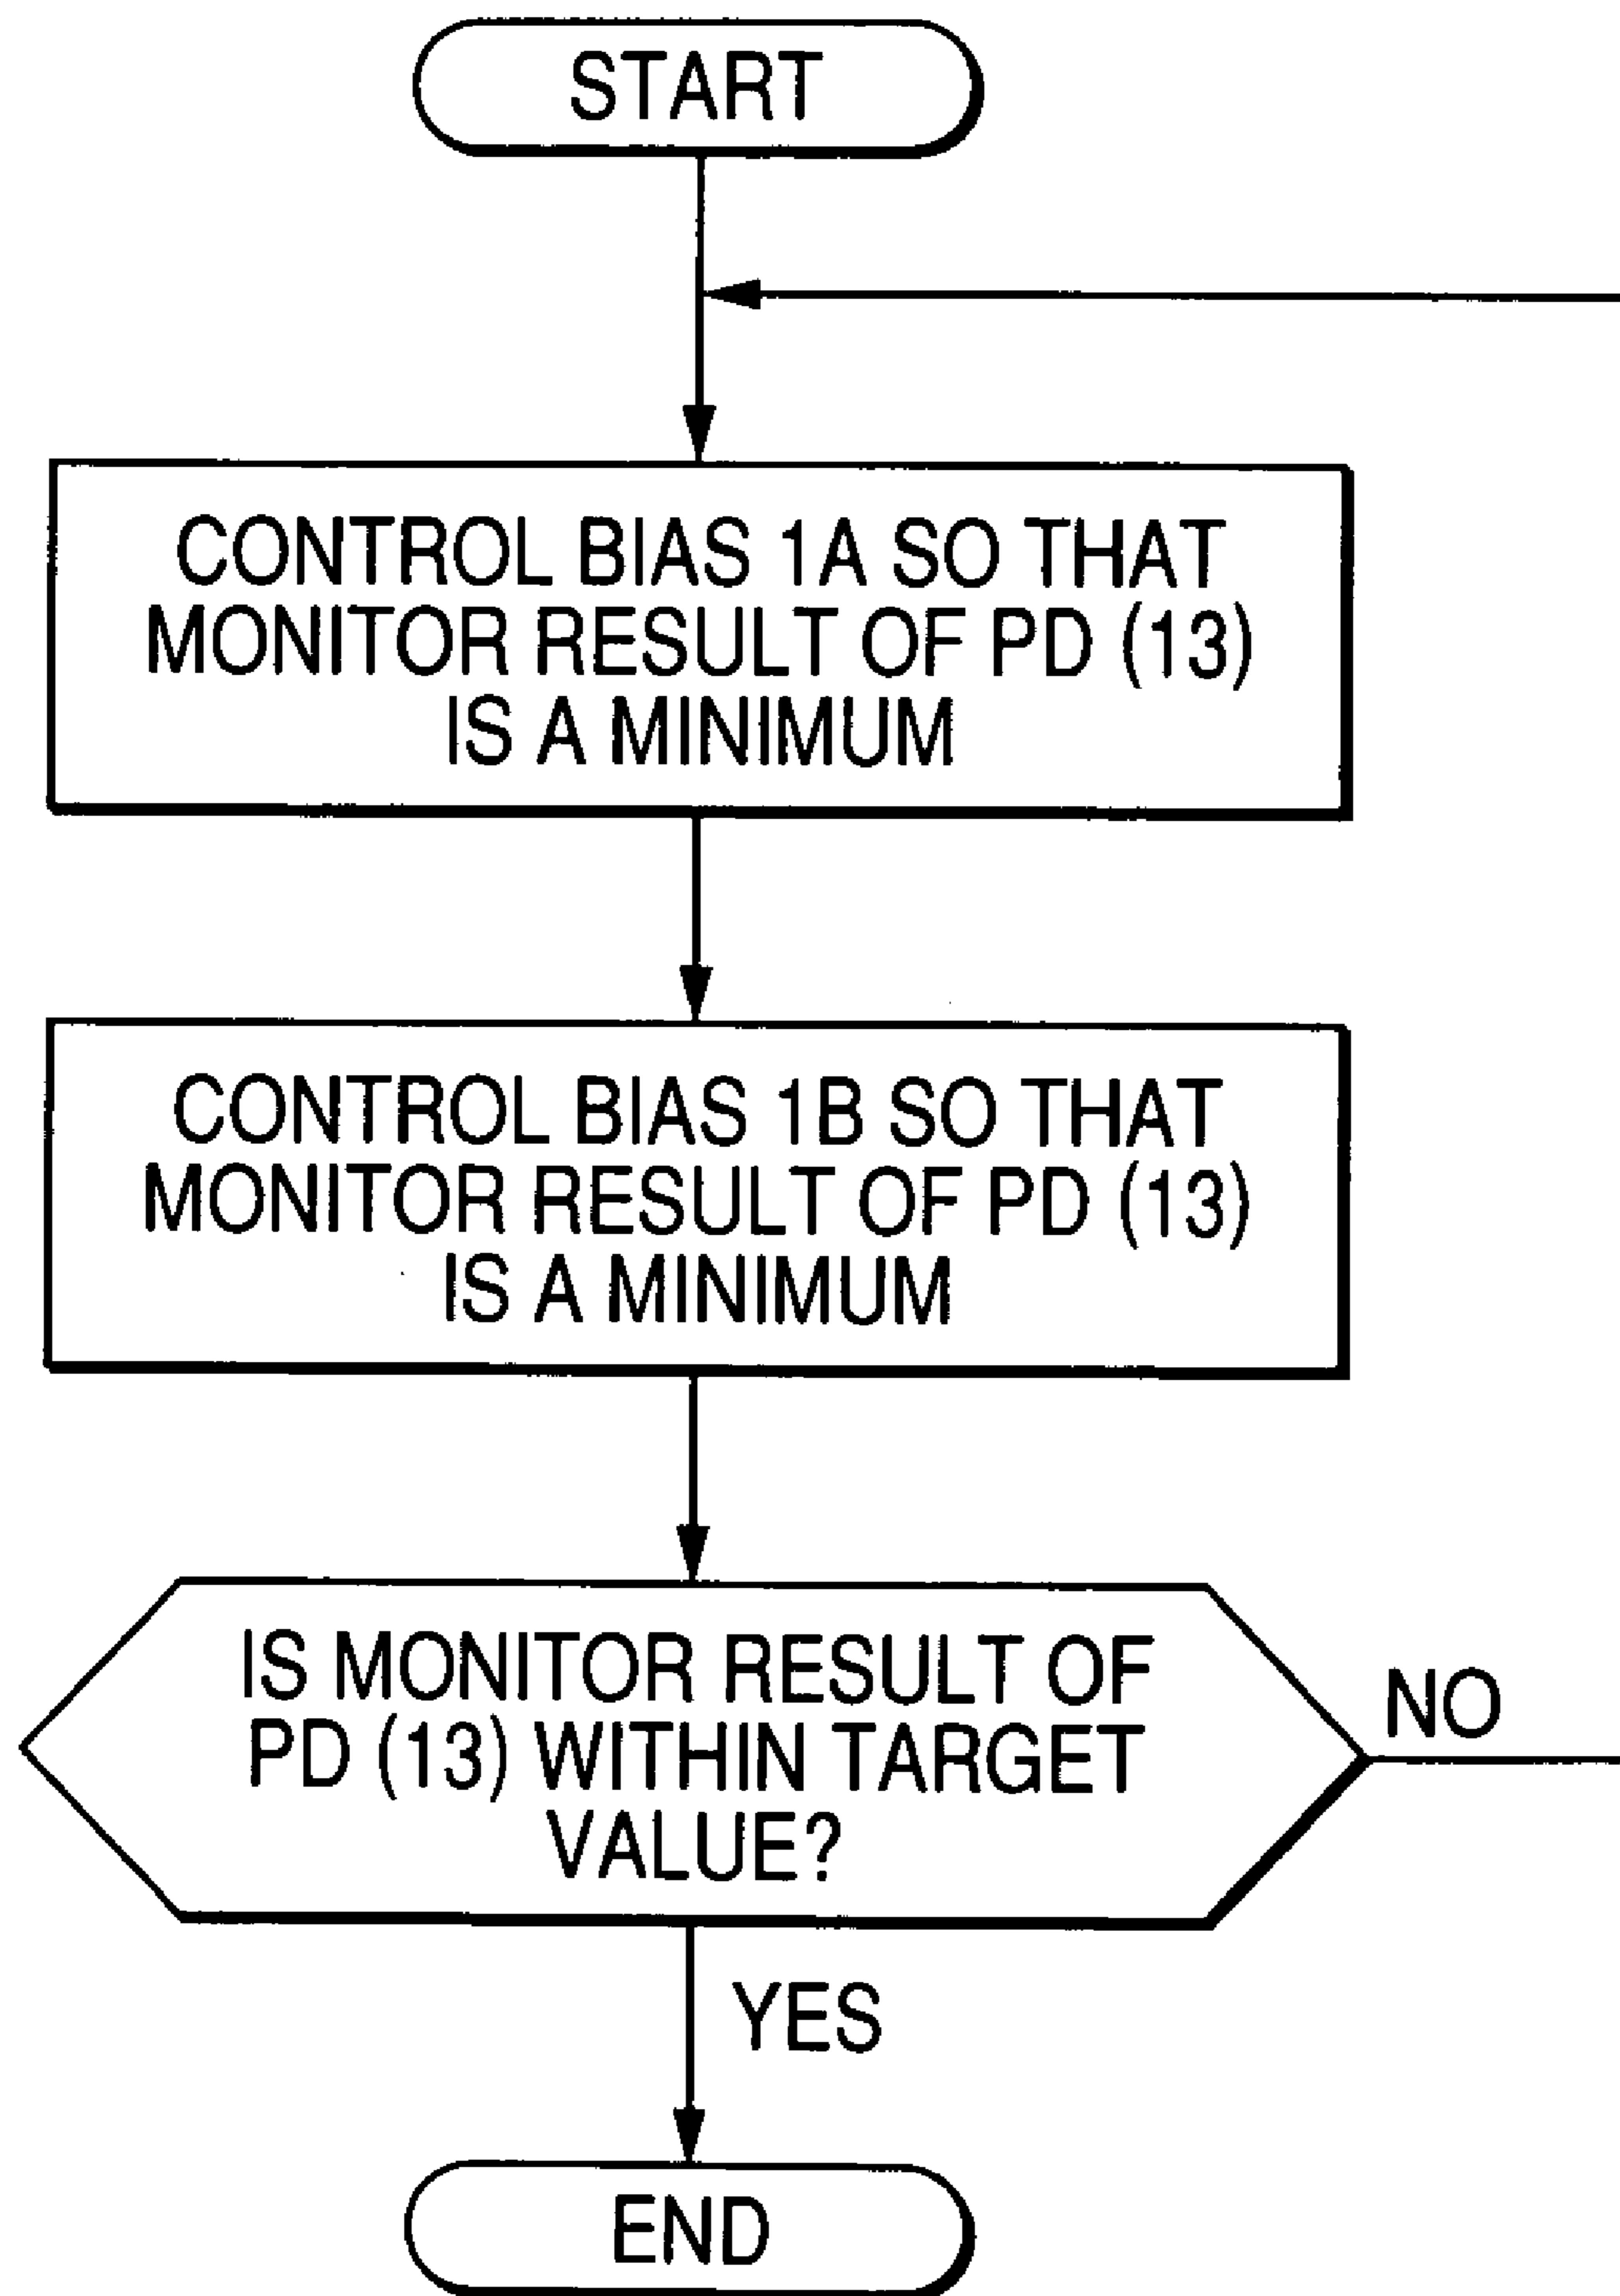 START
CONTROL BIAS 1A SO THAT
MONITOR RESULT OF PD (13)
IS A MINIMUM
CONTROL BIAS 1B SO THAT
MONITOR RESULT OF PD (13)
IS A MINIMUM
IS MONITOR RESULT OF
PD (13) WITHIN TARGET
VALUE?
NO
YES
END